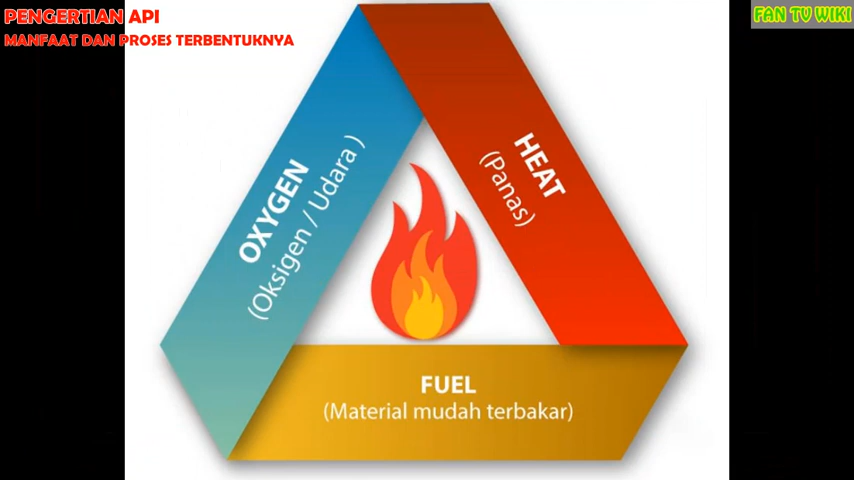 PENGERTIAN API
MANFAAT DAN PROSES TERBENTUKNYA
FAN TV WIKI
OXYGEN
(Oksigen / Udara )
HEAT
(Panas)
FUEL
(Material mudah terbakar)